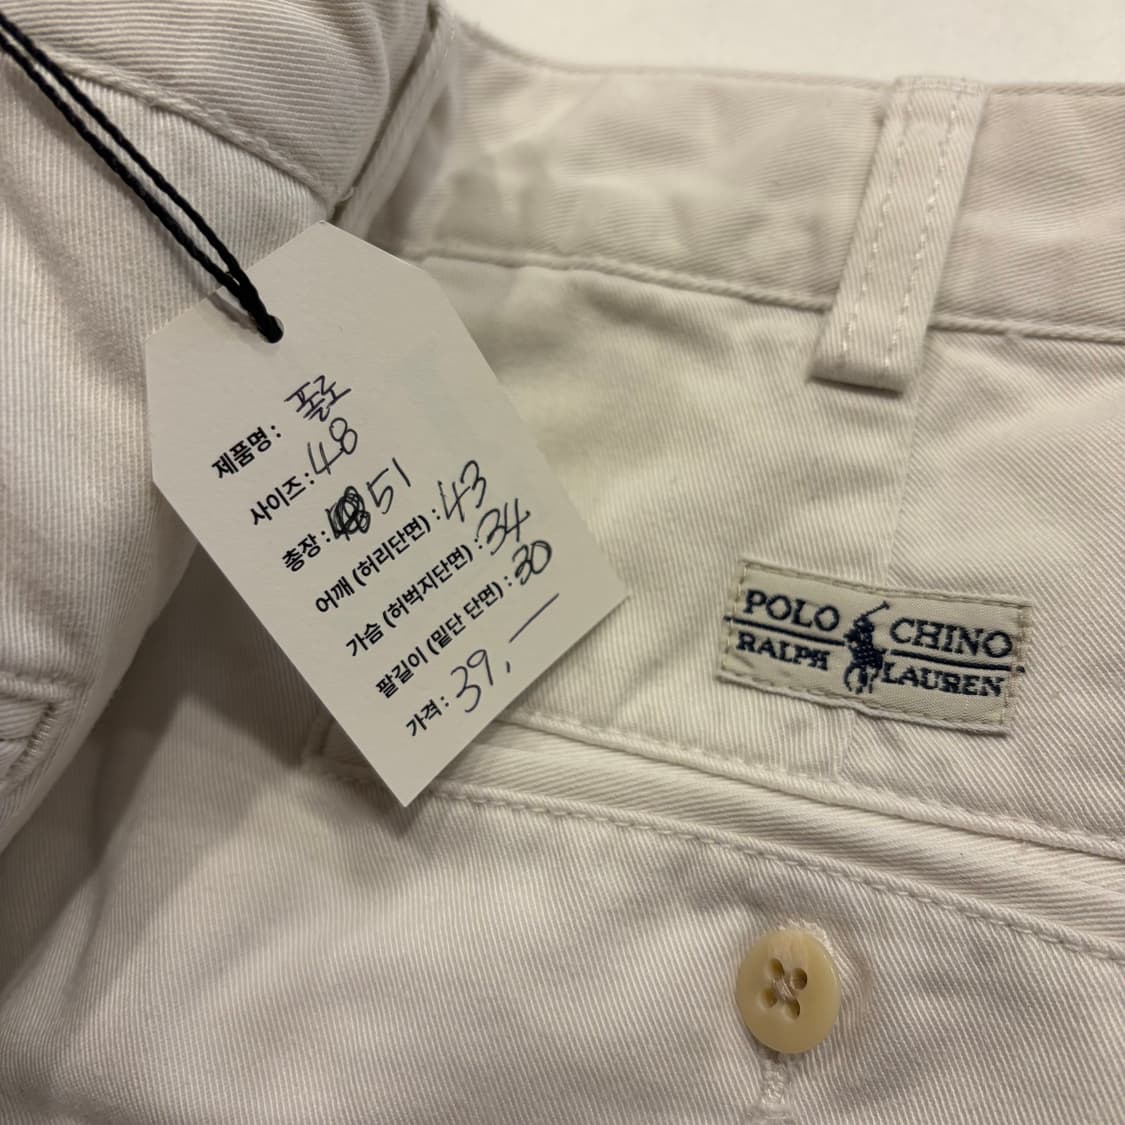 제품명: 폴로
사이즈: 48
총장: 51
어깨 (허리단면): 43
가슴 (허벅지단면): 34
팔길이 (밑단 단면): 30
가격: 39,—
POLO CHINO
RALPH LAUREN